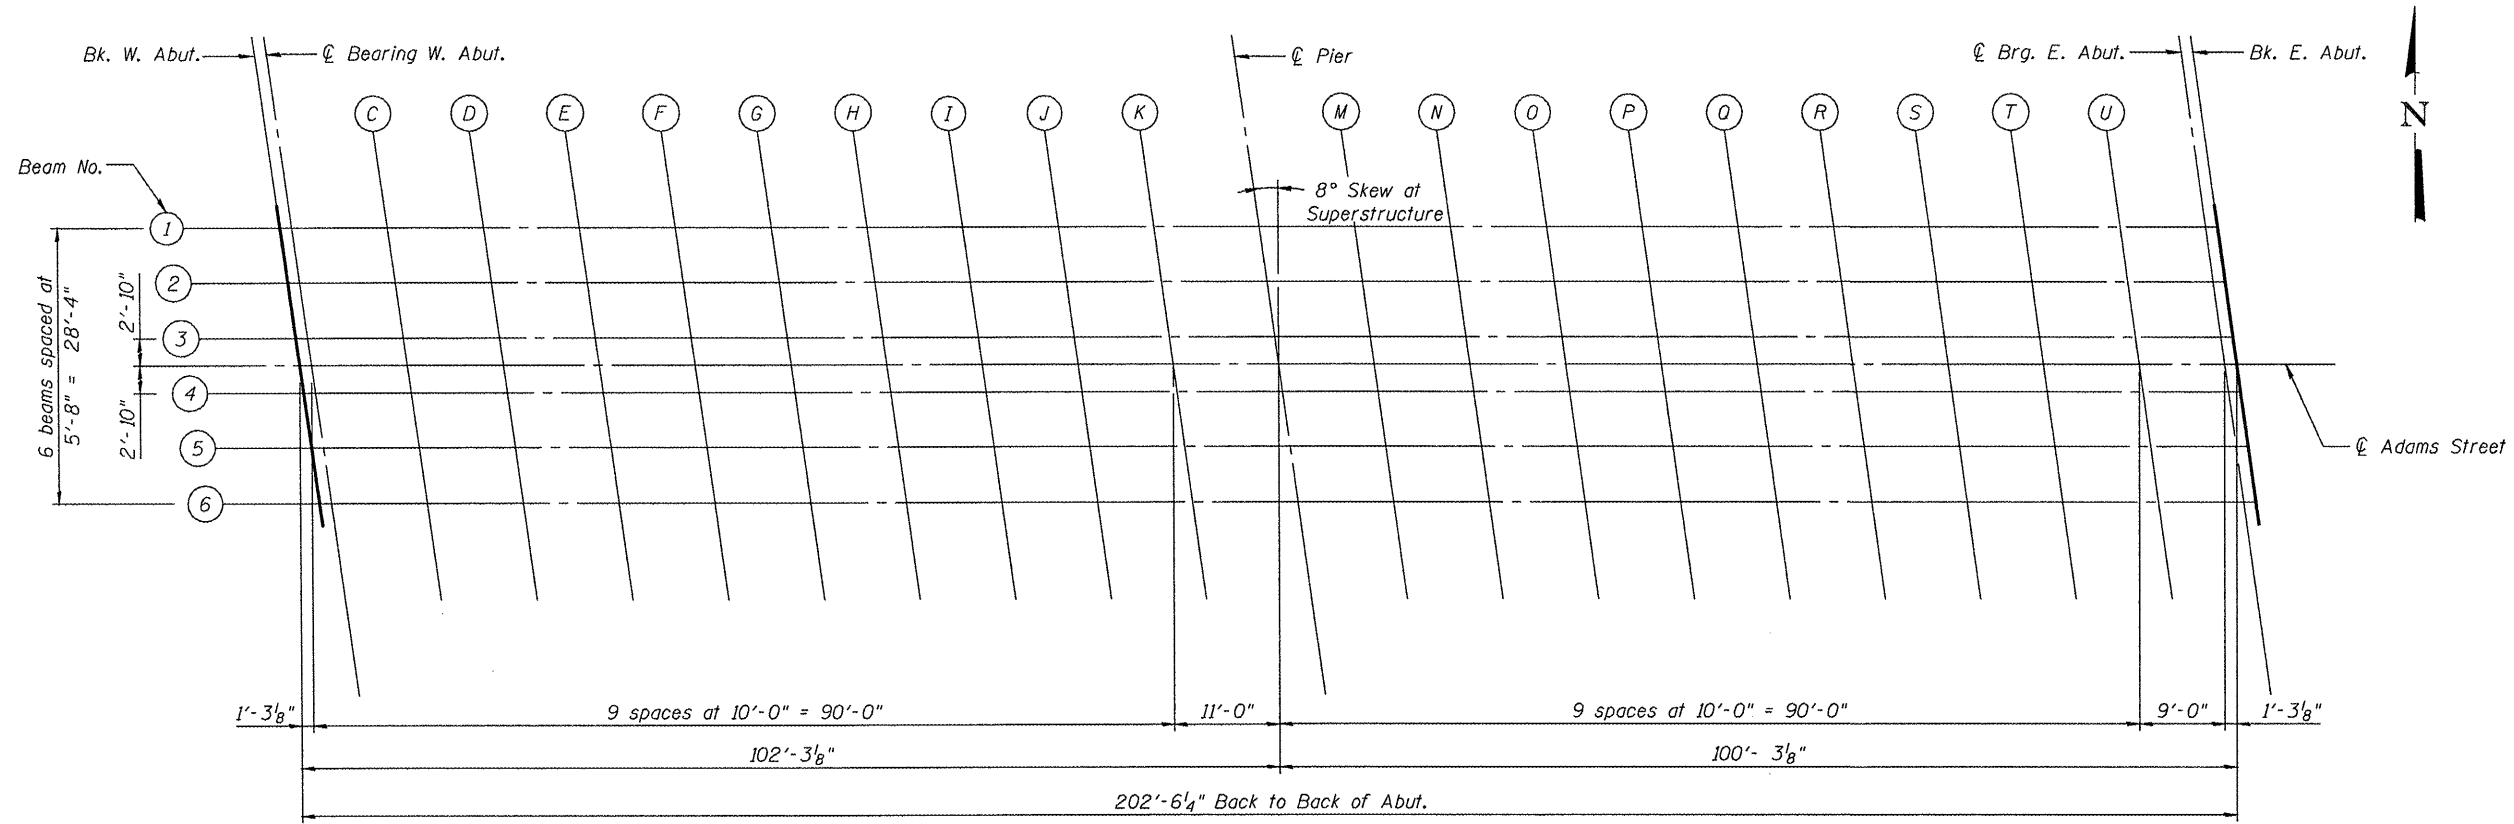 Bk. W. Abut.
℄ Bearing W. Abut.
℄ Pier
℄ Brg. E. Abut.
Bk. E. Abut.
N
C
D
E
F
G
H
I
J
K
M
N
O
P
Q
R
S
T
U
Beam No.
8° Skew at
Superstructure
1
2
3
4
5
6
6 beams spaced at
5'-8" = 28'-4"
2'-10"
2'-10"
℄ Adams Street
1'-3⅛"
9 spaces at 10'-0" = 90'-0"
11'-0"
9 spaces at 10'-0" = 90'-0"
9'-0"
1'-3⅛"
102'-3⅛"
100'- 3⅛"
202'-6¼" Back to Back of Abut.